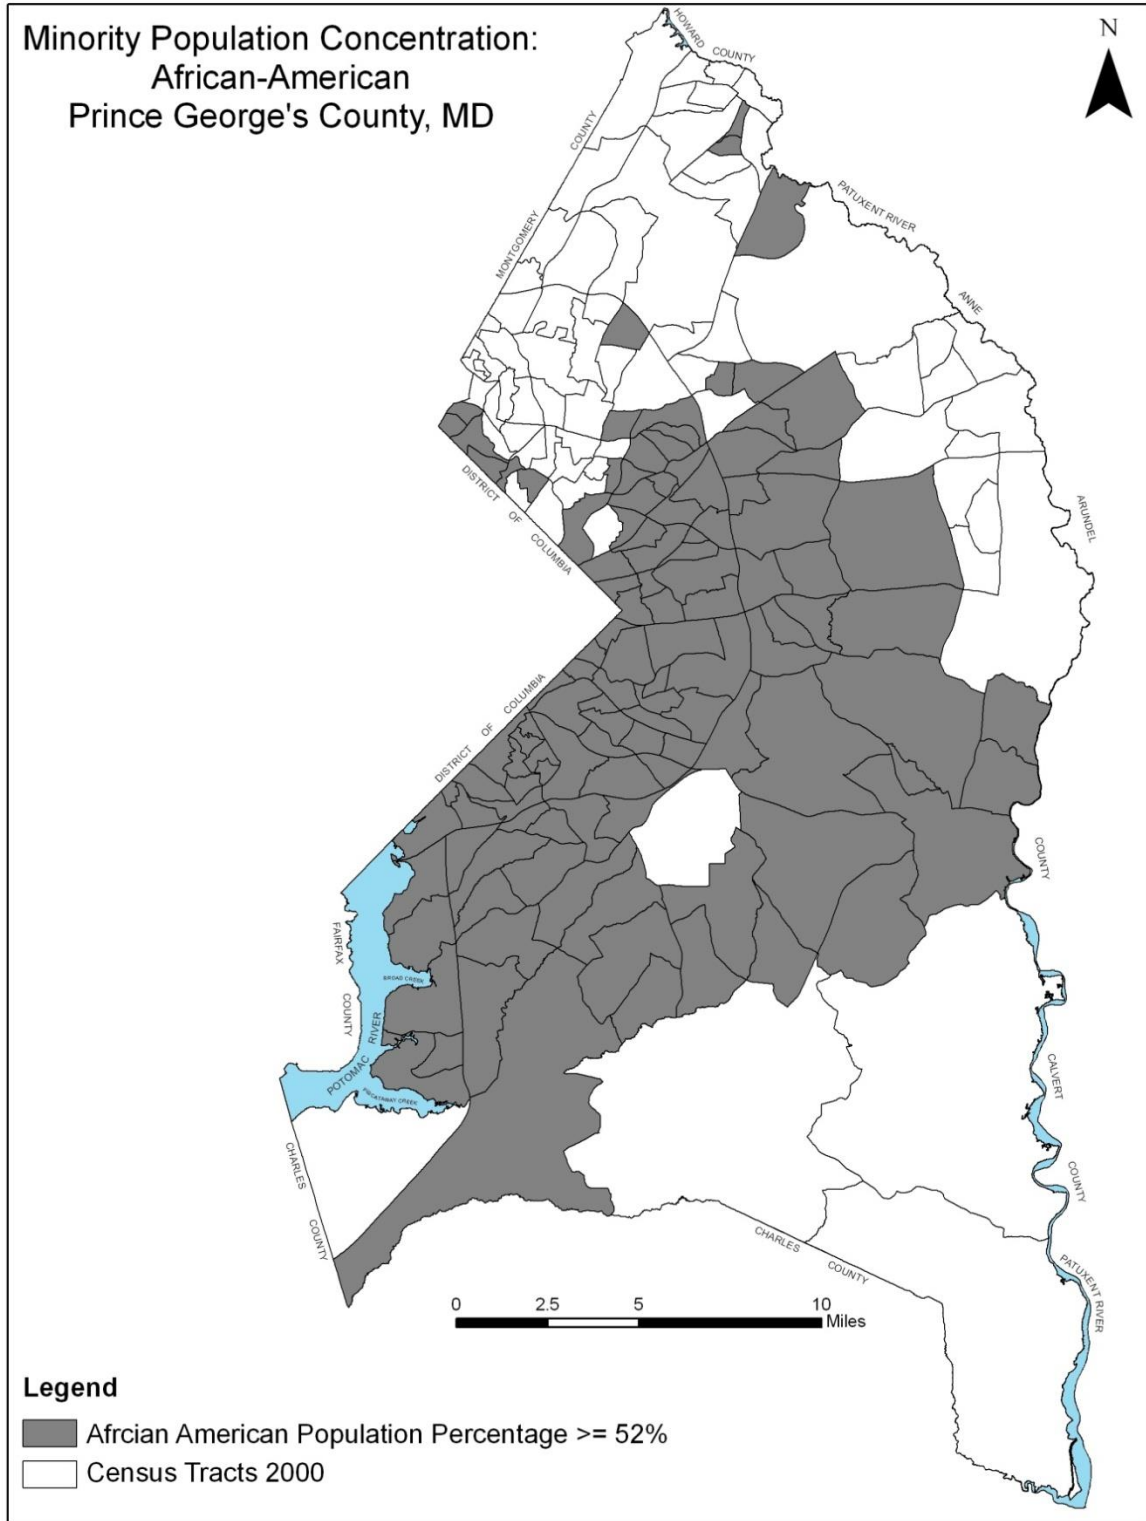 Minority Population Concentration:
African-American
Prince George's County, MD
N
HOWARD
COUNTY
COUNTY
MONTGOMERY
PATUXENT RIVER
ANNE
ARUNDEL
DISTRICT
OF
COLUMBIA
DISTRICT
OF
COLUMBIA
COUNTY
FAIRFAX
COUNTY
BROAD CREEK
POTOMAC
RIVER
PISCATAWAY CREEK
CALVERT
COUNTY
CHARLES
COUNTY
CHARLES
COUNTY
PATUXENT RIVER
0 2.5 5 10
Miles
Legend
Afrcian American Population Percentage >= 52%
Census Tracts 2000